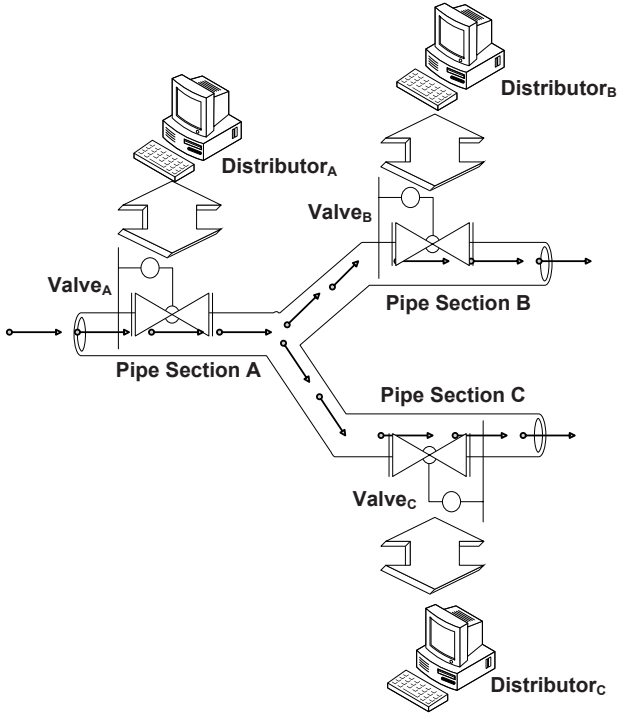 Distributor_B
Distributor_A
Valve_B
Valve_A
Pipe Section B
Pipe Section A
Pipe Section C
Valve_C
Distributor_C